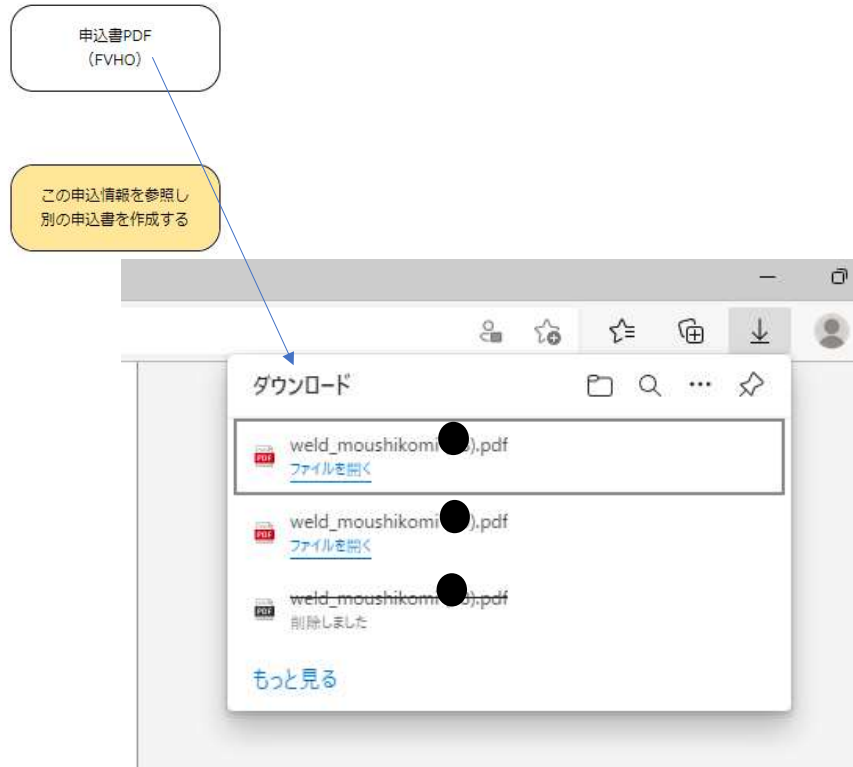 申込書PDF
（FVHO）
この申込情報を参照し
別の申込書を作成する
ダウンロード
weld_moushikomi ).pdf
ファイルを開く
weld_moushikomi ).pdf
ファイルを開く
weld_moushikomi ).pdf
削除しました
もっと見る